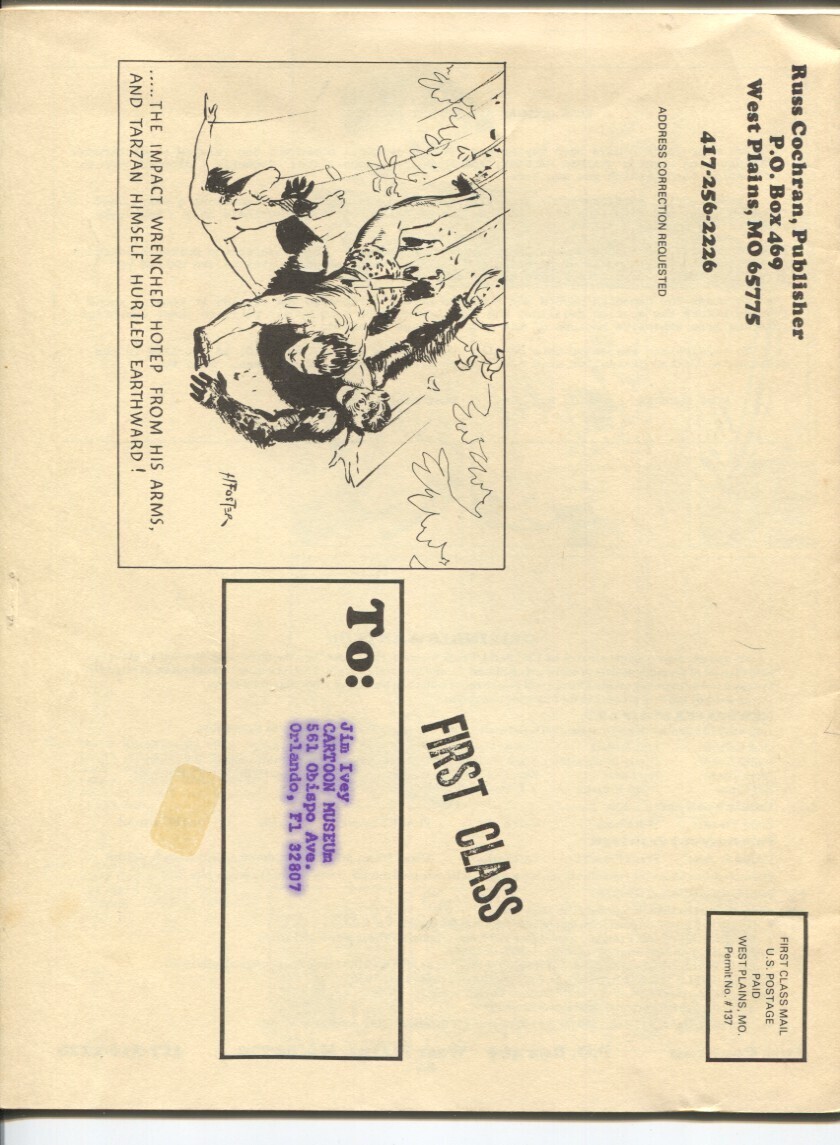 Russ Cochran, Publisher
P.O. Box 469
West Plains, MO 65775
417-256-2226
ADDRESS CORRECTION REQUESTED
FIRST CLASS MAIL
U.S. POSTAGE
PAID
WEST PLAINS, MO.
Permit No. # 137
FIRST CLASS
HFOSTER
.....THE IMPACT WRENCHED HOTEP FROM HIS ARMS,
AND TARZAN HIMSELF HURTLED EARTHWARD!
To:
Jim Ivey
CARTOON MUSEUm
561 Obispo Ave.
Orlando, Fl 32807